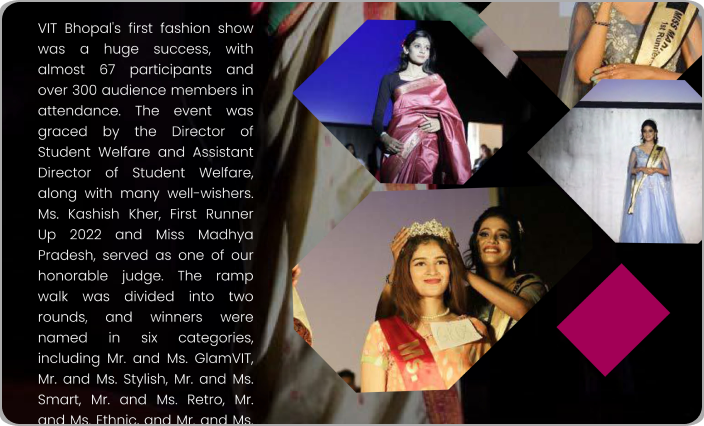 VIT Bhopal's first fashion show
was a huge success, with
almost 67 participants and
over 300 audience members in
attendance. The event was
graced by the Director of
Student Welfare and Assistant
Director of Student Welfare,
along with many well-wishers.
Ms. Kashish Kher, First Runner
Up 2022 and Miss Madhya
Pradesh, served as one of our
honorable judge. The ramp
walk was divided into two
rounds, and winners were
named in six categories,
including Mr. and Ms. GlamVIT,
Mr. and Ms. Stylish, Mr. and Ms.
Smart, Mr. and Ms. Retro, Mr.
and Ms. Ethnic, and Mr. and Ms.
MISS
1st